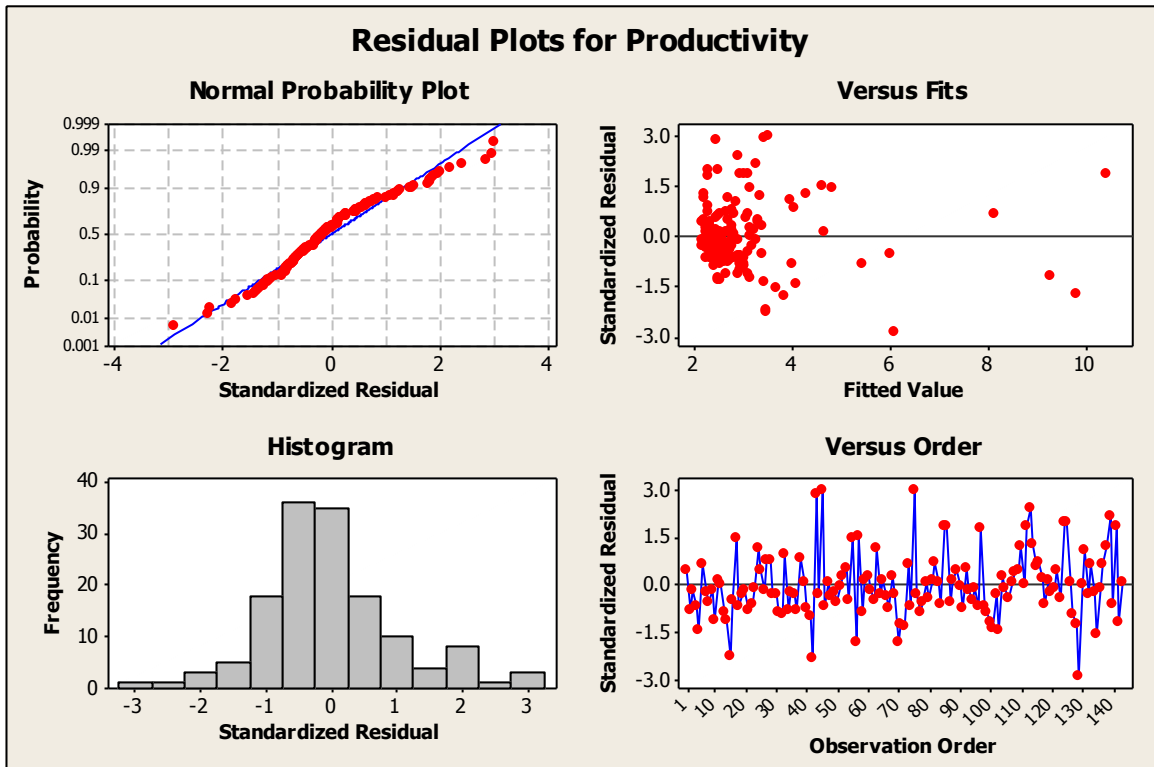 Residual Plots for Productivity
Normal Probability Plot
Probability
0.999
0.99
0.9
0.5
0.1
0.01
0.001
-4 -2 0 2 4
Standardized Residual
Versus Fits
Standardized Residual
3.0
1.5
0.0
-1.5
-3.0
2 4 6 8 10
Fitted Value
Histogram
Frequency
40
30
20
10
0
-3 -2 -1 0 1 2 3
Standardized Residual
Versus Order
Standardized Residual
3.0
1.5
0.0
-1.5
-3.0
1 10 20 30 40 50 60 70 80 90 100 110 120 130 140
Observation Order